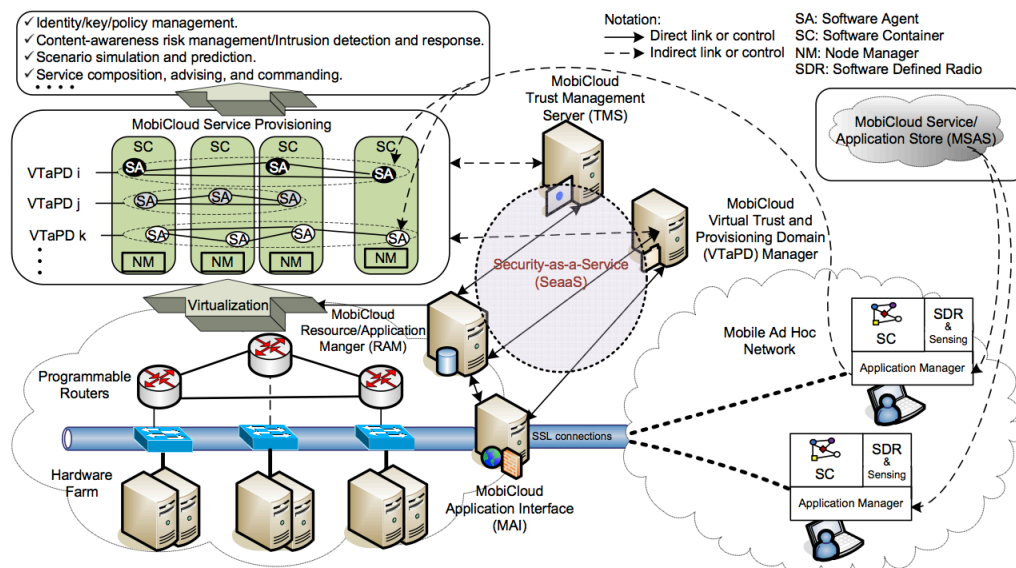 ✓ Identity/key/policy management.
✓ Content-awareness risk management/Intrusion detection and response.
✓ Scenario simulation and prediction.
✓ Service composition, advising, and commanding.
• • • •
Notation:
Direct link or control
Indirect link or control
SA: Software Agent
SC: Software Container
NM: Node Manager
SDR: Software Defined Radio
MobiCloud Service Provisioning
SC
SC
SC
SC
VTaPD i
SA
SA
SA
VTaPD j
SA
SA
SA
VTaPD k
SA
SA
SA
SA
NM
NM
NM
NM
MobiCloud
Trust Management
Server (TMS)
MobiCloud Service/
Application Store (MSAS)
MobiCloud
Virtual Trust and
Provisioning Domain
(VTaPD) Manager
Security-as-a-Service
(SeaaS)
Virtualization
MobiCloud
Resource/Application
Manger (RAM)
Programmable
Routers
Hardware
Farm
SSL connections
MobiCloud
Application Interface
(MAI)
Mobile Ad Hoc
Network
SC
SDR
&
Sensing
Application Manager
SC
SDR
&
Sensing
Application Manager